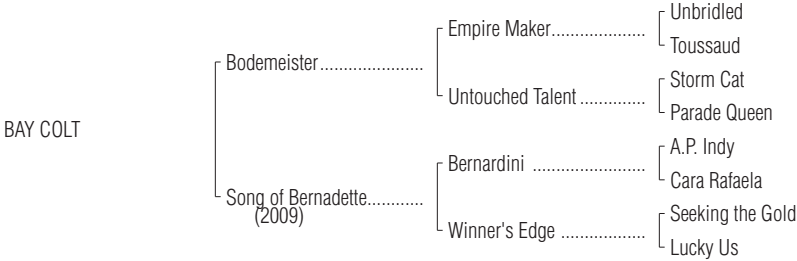 Unbridled
Empire Maker....................
Toussaud
Bodemeister......................
Storm Cat
Untouched Talent ..............
Parade Queen
BAY COLT
A.P. Indy
Bernardini ........................
Cara Rafaela
Song of Bernadette............
(2009)
Seeking the Gold
Winner's Edge ..................
Lucky Us